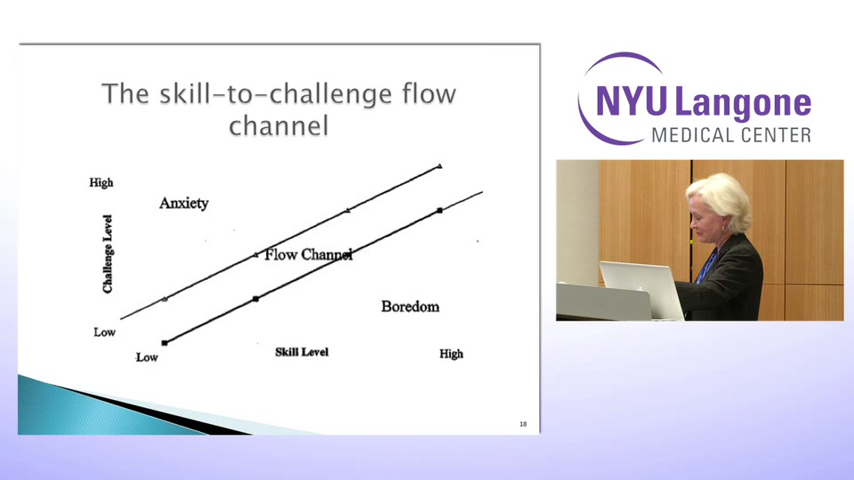 The skill-to-challenge flow
channel
High
Anxiety
Challenge Level
Flow Channel
Boredom
Low
Low
Skill Level
High
18
NYU Langone
MEDICAL CENTER